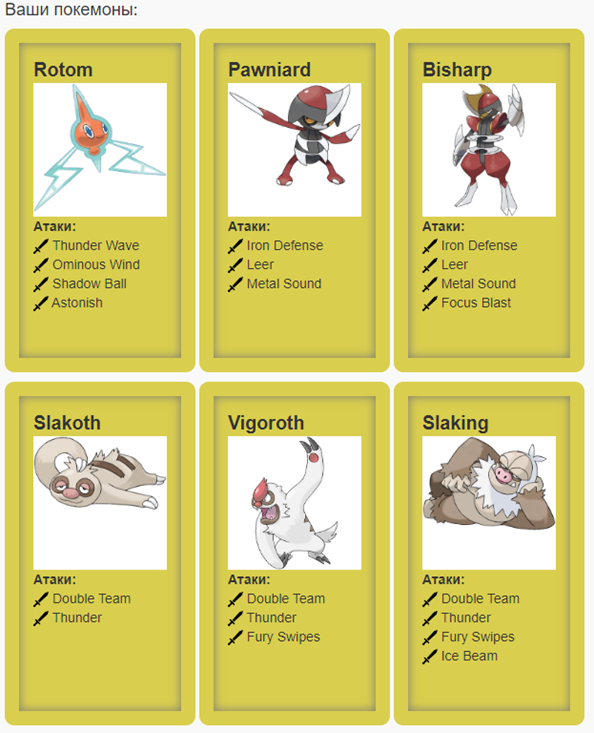 Ваши покемоны:
Rotom
Атаки:
Thunder Wave
Ominous Wind
Shadow Ball
Astonish
Pawniard
Атаки:
Iron Defense
Leer
Metal Sound
Bisharp
Атаки:
Iron Defense
Leer
Metal Sound
Focus Blast
Slakoth
Атаки:
Double Team
Thunder
Vigoroth
Атаки:
Double Team
Thunder
Fury Swipes
Slaking
Атаки:
Double Team
Thunder
Fury Swipes
Ice Beam